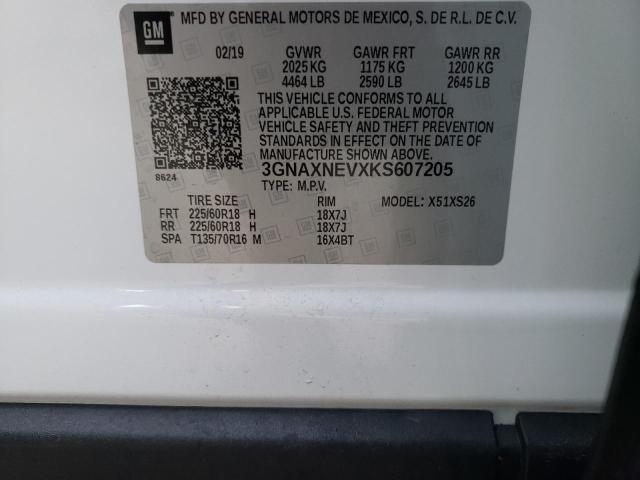 GM
MFD BY GENERAL MOTORS DE MEXICO, S. DE R.L. DE C.V.
02/19 GVWR GAWR FRT GAWR RR
2025 KG 1175 KG 1200 KG
4464 LB 2590 LB 2645 LB
THIS VEHICLE CONFORMS TO ALL
APPLICABLE U.S. FEDERAL MOTOR
VEHICLE SAFETY AND THEFT PREVENTION
STANDARDS IN EFFECT ON THE DATE OF
MANUFACTURE SHOWN ABOVE.
8624 3GNAXNEVXKS607205
TYPE: M.P.V.
TIRE SIZE RIM MODEL: X51XS26
FRT 225/60R18 H 18X7J
RR 225/60R18 H 18X7J
SPA T135/70R16 M 16X4BT